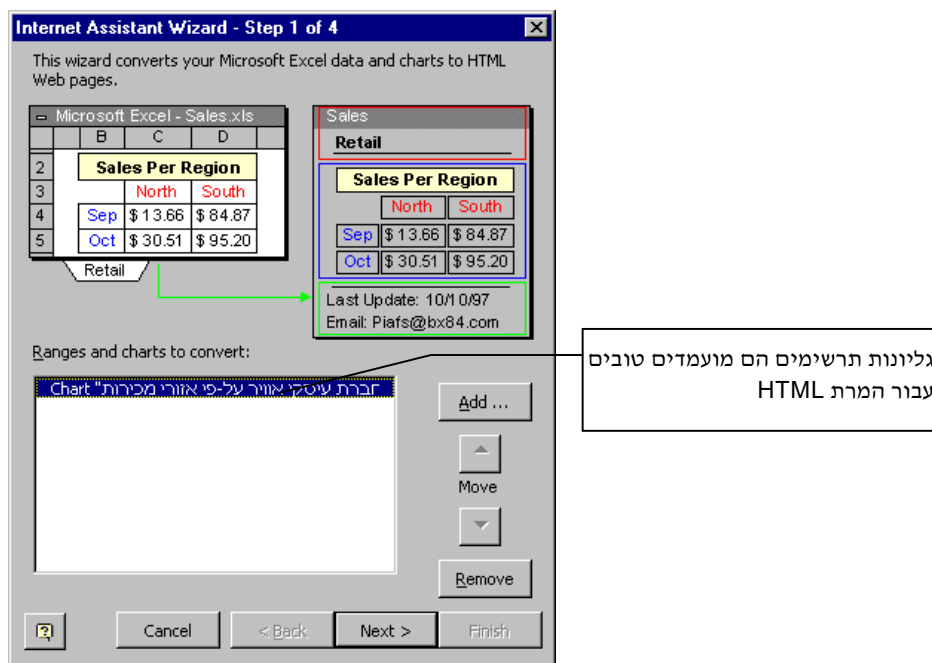 Internet Assistant Wizard - Step 1 of 4
This wizard converts your Microsoft Excel data and charts to HTML
Web pages.
Microsoft Excel - Sales.xls
B C D
2 Sales Per Region
3 North South
4 Sep $ 13.66 $ 84.87
5 Oct $ 30.51 $ 95.20
Retail
Sales
Retail
Sales Per Region
North South
Sep $ 13.66 $ 84.87
Oct $ 30.51 $ 95.20
Last Update: 10/10/97
Email: Piafs@bx84.com
Ranges and charts to convert:
Chart "חברת עיסקי אוויר על-פי אזורי מכירות
Add ...
Move
Remove
Cancel
< Back
Next >
Finish
גליונות תרשימים הם מועמדים טובים
עבור המרת HTML